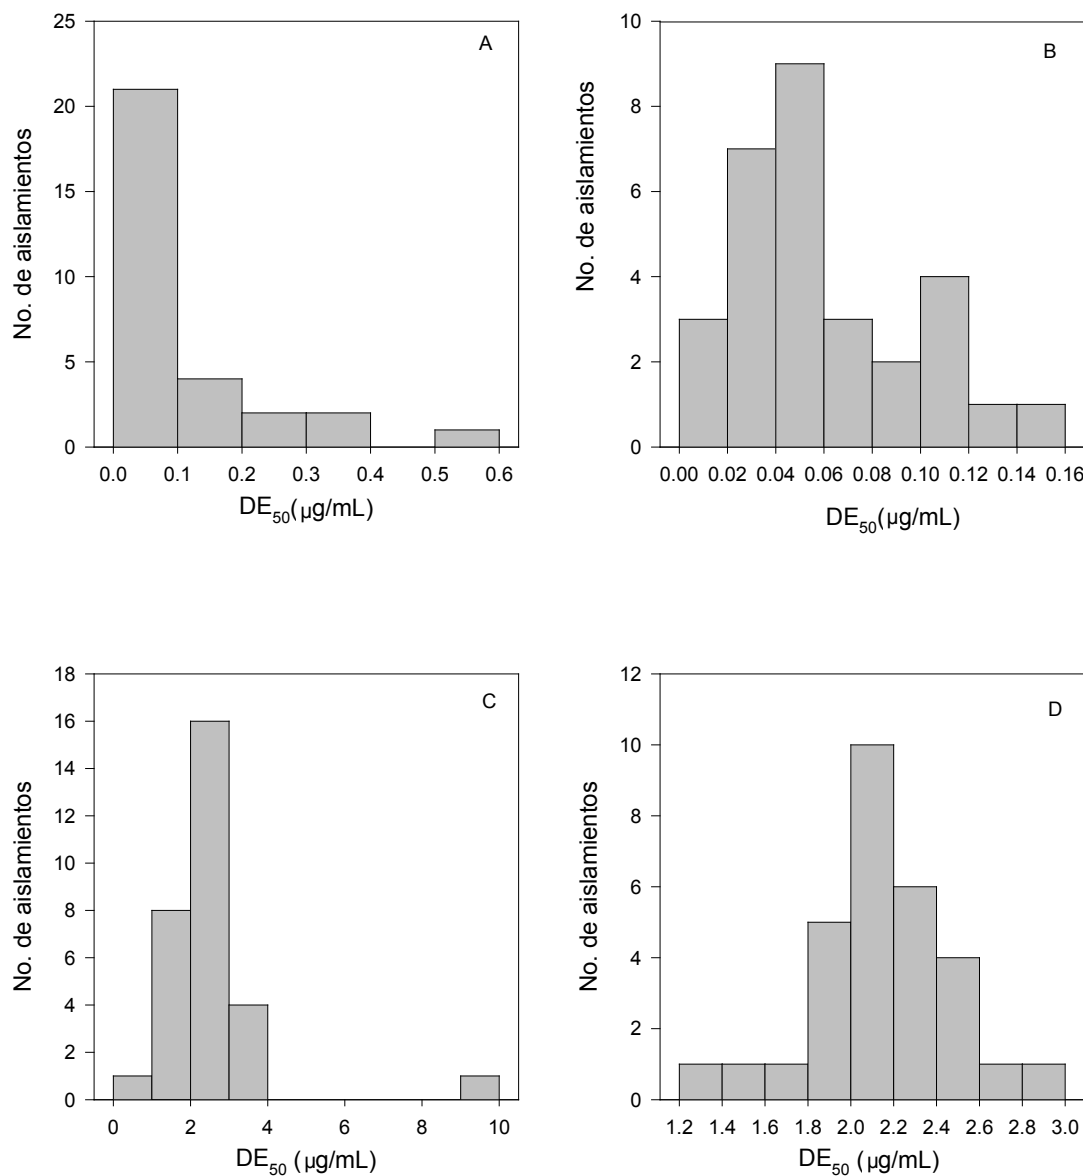 A
No. de aislamientos
25
20
15
10
5
0
0.0 0.1 0.2 0.3 0.4 0.5 0.6
DE50(µg/mL)
B
No. de aislamientos
10
8
6
4
2
0
0.00 0.02 0.04 0.06 0.08 0.10 0.12 0.14 0.16
DE50(µg/mL)
C
No. de aislamientos
18
16
14
12
10
8
6
4
2
0
0 2 4 6 8 10
DE50 (µg/mL)
D
No. de aislamientos
12
10
8
6
4
2
0
1.2 1.4 1.6 1.8 2.0 2.2 2.4 2.6 2.8 3.0
DE50 (µg/mL)